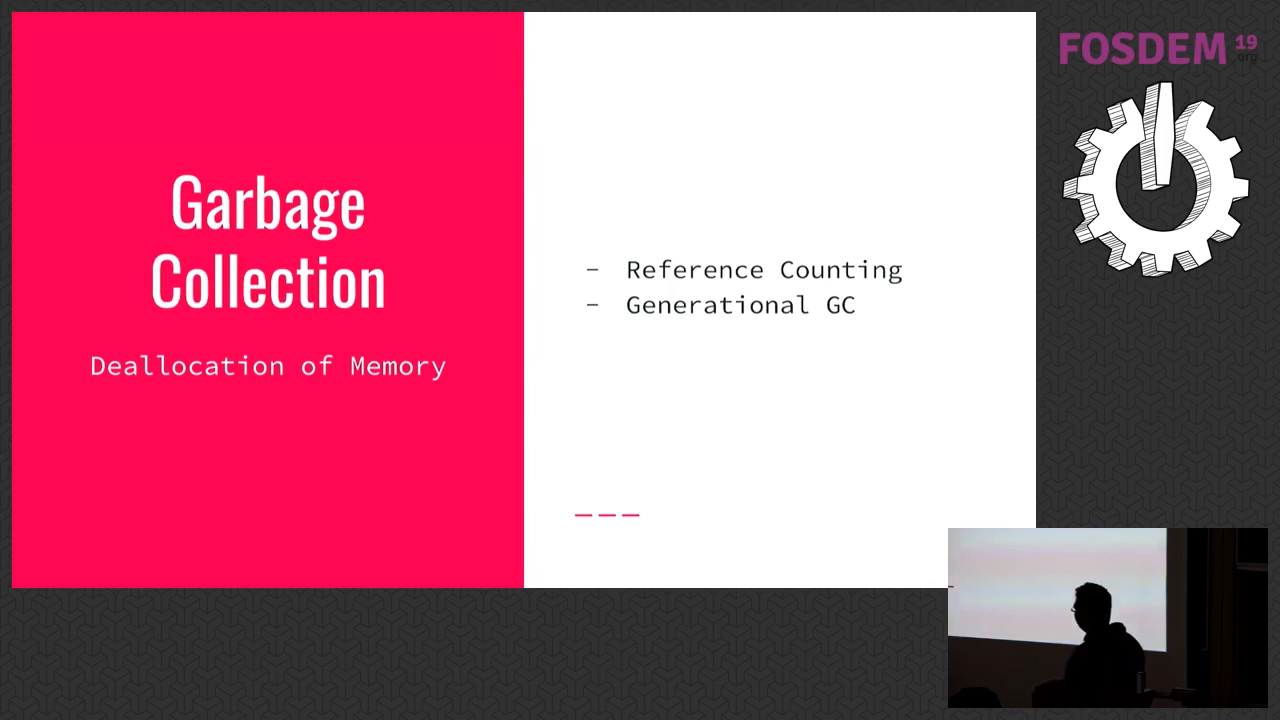 Garbage
Collection
Deallocation of Memory
- Reference Counting
- Generational GC
FOSDEM 19
.org